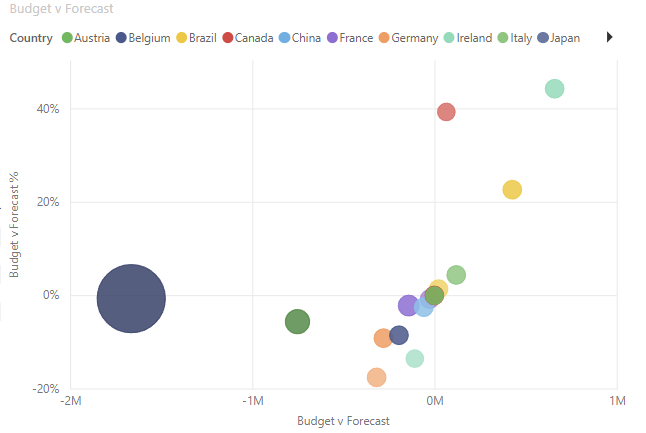 Budget v Forecast
Country Austria Belgium Brazil Canada China France Germany Ireland Italy Japan
Budget v Forecast %
40%
20%
0%
-20%
-2M -1M 0M 1M
Budget v Forecast